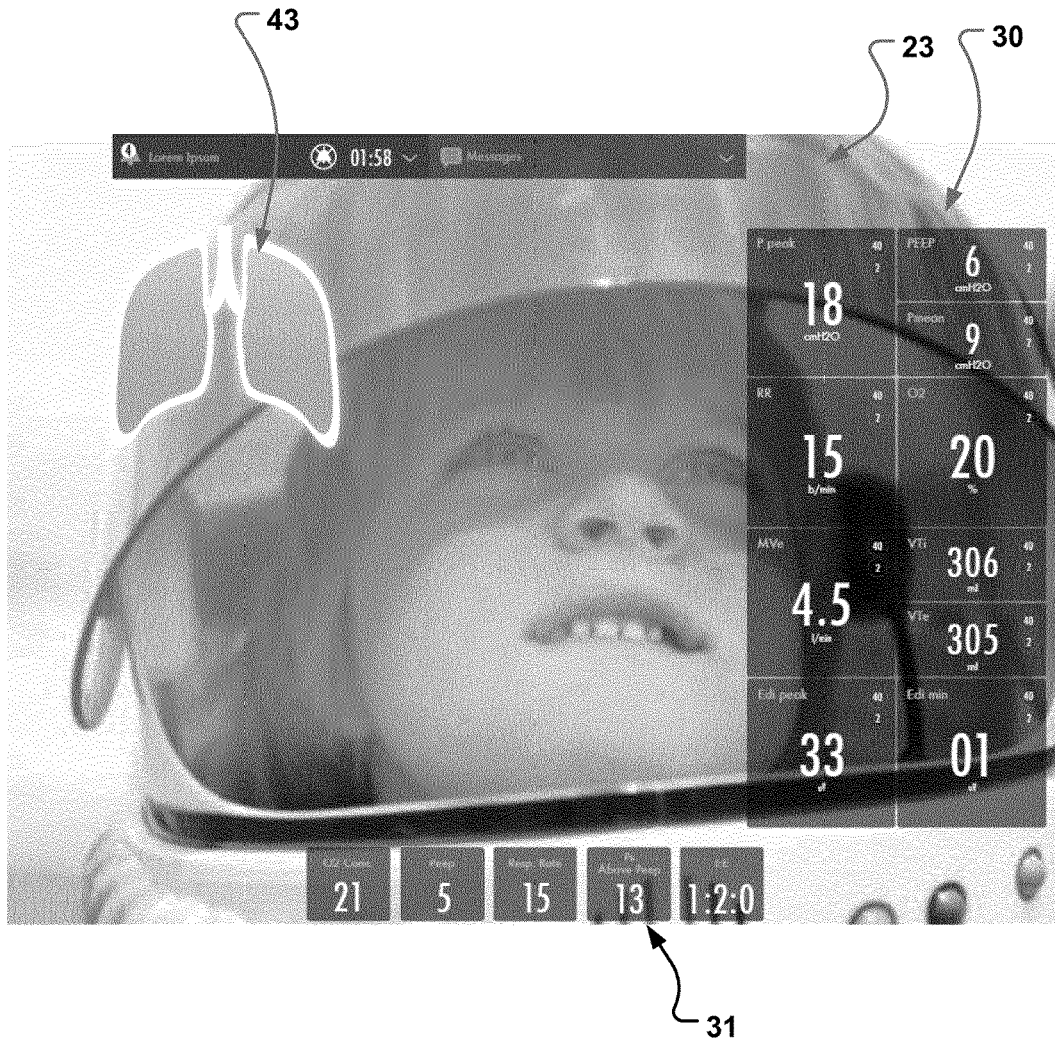 43
23
30
Lorem Ipsum 01:58 Messages
P peak 40 2 18 cmH2O
PEEP 40 2 6 cmH2O
Pmean 40 2 9 cmH2O
RR 40 2 15 b/min
O2 40 2 20 %
MVe 40 2 4.5 l/min
VTi 40 2 306 ml
VTe 40 2 305 ml
Edi peak 40 2 33
Edi min 40 2 01
O2 Conc.
21
Peep
5
Resp. Rate
15
Ps
Above Peep
13
I:E
1:2:0
31